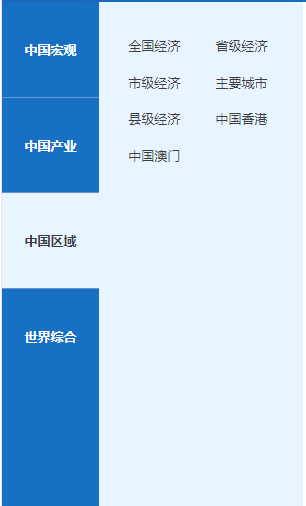 中国宏观
中国产业
中国区域
世界综合
全国经济 省级经济
市级经济 主要城市
县级经济 中国香港
中国澳门